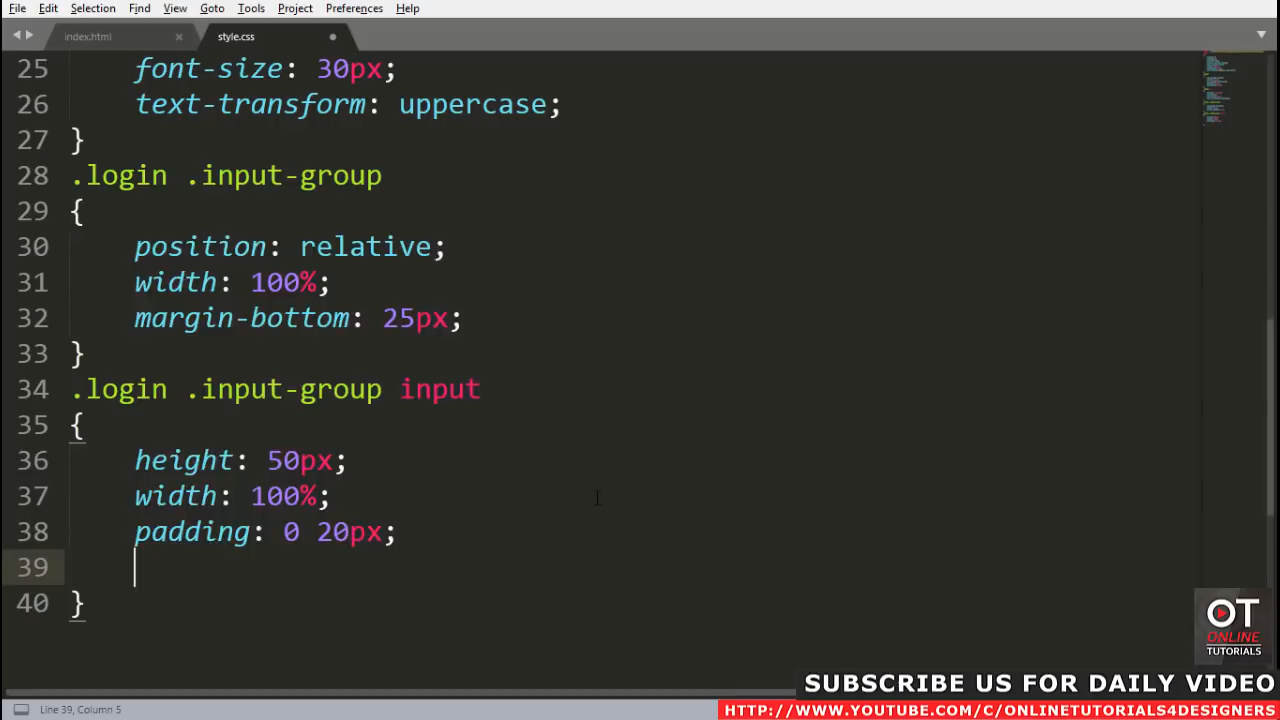 File Edit Selection Find View Goto Tools Project Preferences Help
index.html × style.css
25 font-size: 30px;
26 text-transform: uppercase;
27 }
28 .login .input-group
29 {
30 position: relative;
31 width: 100%;
32 margin-bottom: 25px;
33 }
34 .login .input-group input
35 {
36 height: 50px;
37 width: 100%;
38 padding: 0 20px;
39
40 }
OT
ONLINE
TUTORIALS
SUBSCRIBE US FOR DAILY VIDEO
Line 39, Column 5
HTTP://WWW.YOUTUBE.COM/C/ONLINETUTORIALS4DESIGNERS